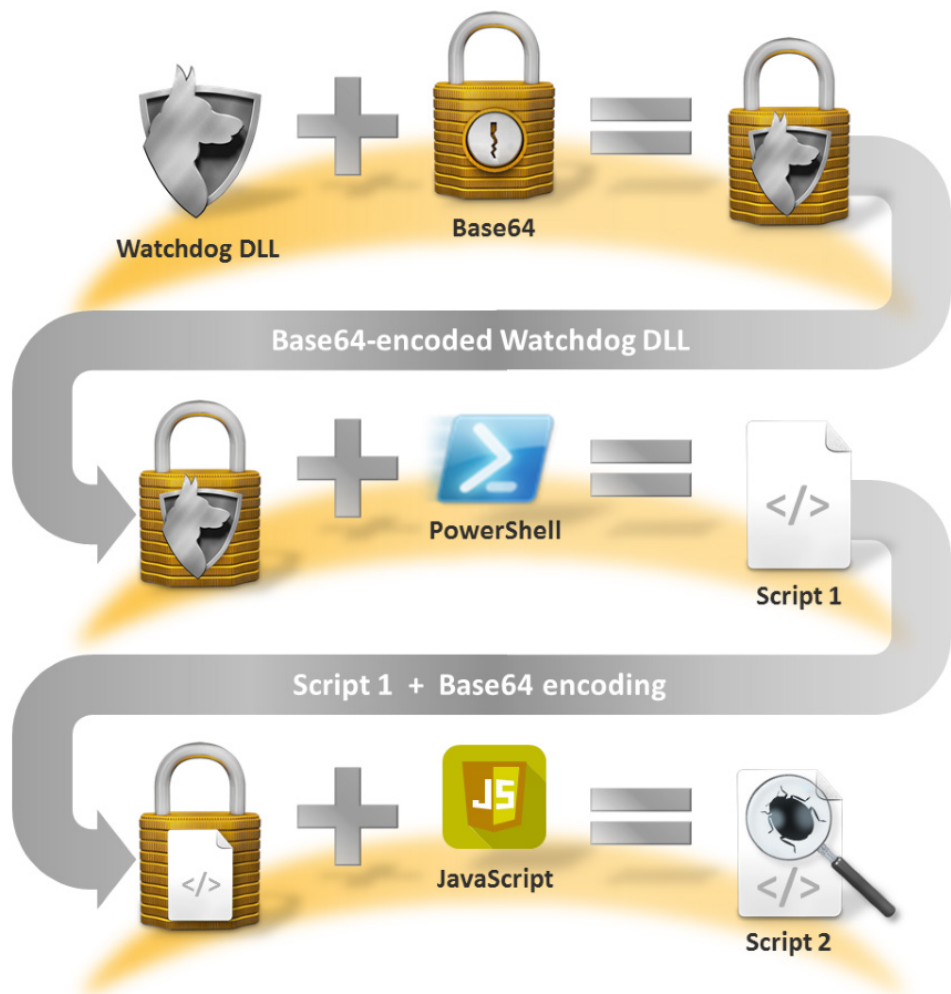 Watchdog DLL
Base64
Base64-encoded Watchdog DLL
</>
PowerShell
Script 1
Script 1 + Base64 encoding
</>
JS
JavaScript
</>
Script 2